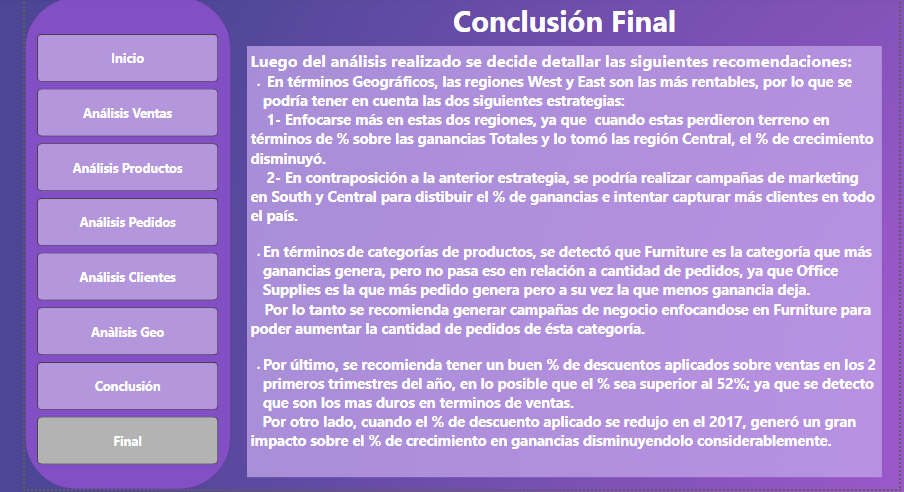 Conclusión Final
Inicio
Análisis Ventas
Análisis Productos
Análisis Pedidos
Análisis Clientes
Anàlisis Geo
Conclusión
Final
Luego del análisis realizado se decide detallar las siguientes recomendaciones:
. En términos Geográficos, las regiones West y East son las más rentables, por lo que se
podría tener en cuenta las dos siguientes estrategias:
1- Enfocarse más en estas dos regiones, ya que cuando estas perdieron terreno en
términos de % sobre las ganancias Totales y lo tomó las región Central, el % de crecimiento
disminuyó.
2- En contraposición a la anterior estrategia, se podría realizar campañas de marketing
en South y Central para distibuir el % de ganancias e intentar capturar más clientes en todo
el país.
. En términos de categorías de productos, se detectó que Furniture es la categoría que más
ganancias genera, pero no pasa eso en relación a cantidad de pedidos, ya que Office
Supplies es la que más pedido genera pero a su vez la que menos ganancia deja.
Por lo tanto se recomienda generar campañas de negocio enfocandose en Furniture para
poder aumentar la cantidad de pedidos de ésta categoría.
. Por último, se recomienda tener un buen % de descuentos aplicados sobre ventas en los 2
primeros trimestres del año, en lo posible que el % sea superior al 52%; ya que se detecto
que son los mas duros en terminos de ventas.
Por otro lado, cuando el % de descuento aplicado se redujo en el 2017, generó un gran
impacto sobre el % de crecimiento en ganancias disminuyendolo considerablemente.